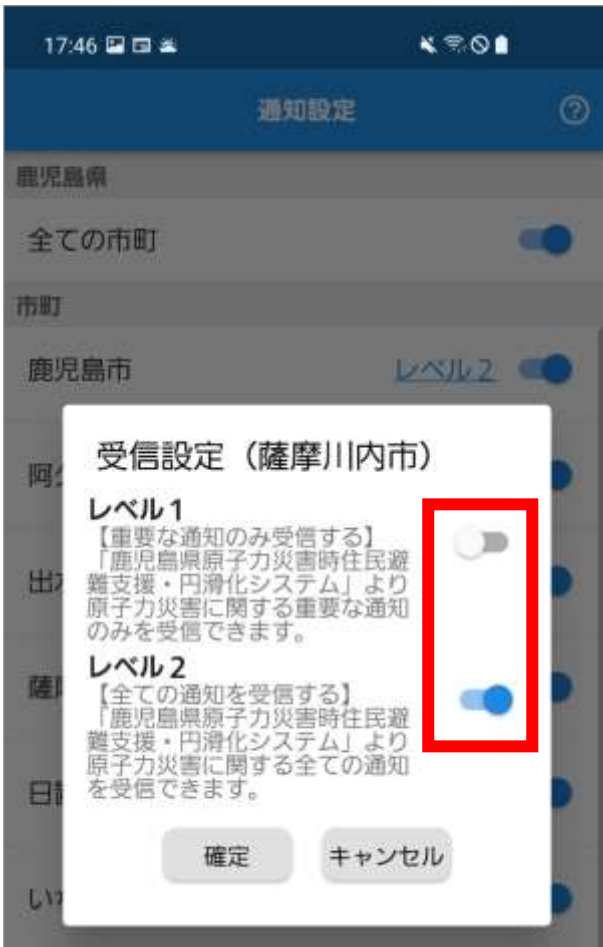 17:46
通知設定
鹿児島県
全ての市町
市町
鹿児島市 レベル2
受信設定（薩摩川内市）
レベル1
【重要な通知のみ受信する】
「鹿児島県原子力災害時住民避
難支援・円滑化システム」より
原子力災害に関する重要な通知
のみを受信できます。
レベル2
【全ての通知を受信する】
「鹿児島県原子力災害時住民避
難支援・円滑化システム」より
原子力災害に関する全ての通知
を受信できます。
確定 キャンセル